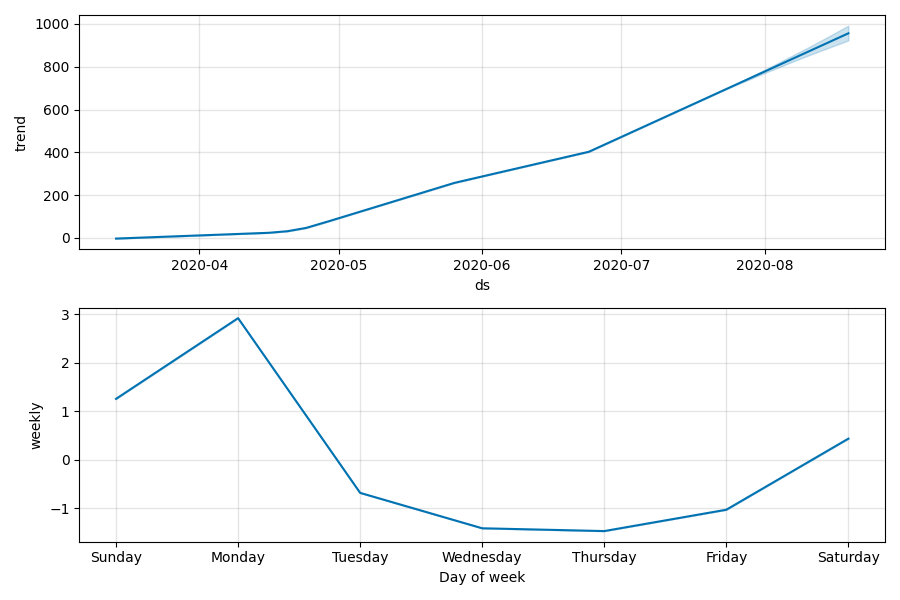 1000
800
600
400
200
0
trend
2020-04 2020-05 2020-06 2020-07 2020-08
ds
3
2
1
0
−1
weekly
Sunday Monday Tuesday Wednesday Thursday Friday Saturday
Day of week